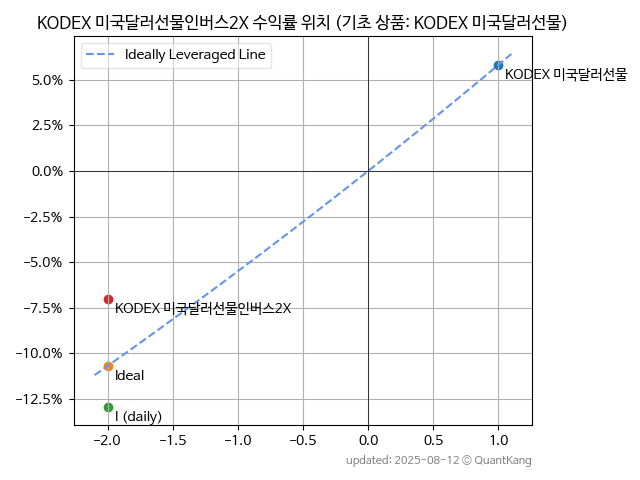 KODEX 미국달러선물인버스2X 수익률 위치 (기초 상품: KODEX 미국달러선물)
Ideally Leveraged Line
5.0%
KODEX 미국달러선물
2.5%
0.0%
−2.5%
−5.0%
−7.5%
KODEX 미국달러선물인버스2X
−10.0%
Ideal
−12.5%
I (daily)
−2.0 −1.5 −1.0 −0.5 0.0 0.5 1.0
updated: 2025-08-12 © QuantKang